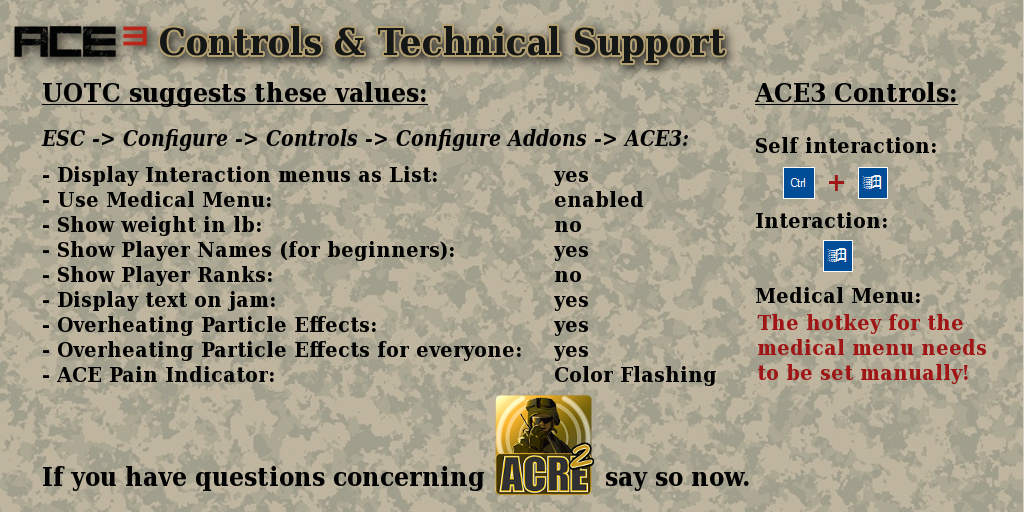 ACE3 Controls & Technical Support
UOTC suggests these values:
ESC -> Configure -> Controls -> Configure Addons -> ACE3:
- Display Interaction menus as List: yes
- Use Medical Menu: enabled
- Show weight in lb: no
- Show Player Names (for beginners): yes
- Show Player Ranks: no
- Display text on jam: yes
- Overheating Particle Effects: yes
- Overheating Particle Effects for everyone: yes
- ACE Pain Indicator: Color Flashing
ACE3 Controls:
Self interaction:
Ctrl +
Interaction:
Medical Menu:
The hotkey for the
medical menu needs
to be set manually!
If you have questions concerning ACRE2 say so now.